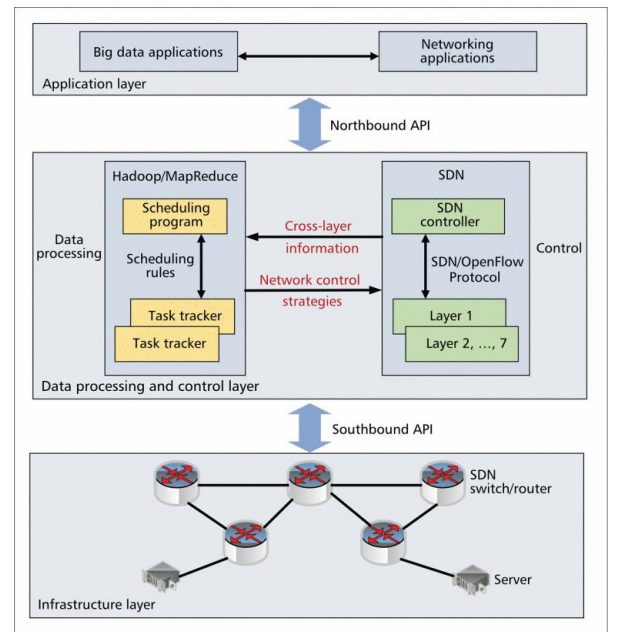 Big data applications
Networking
applications
Application layer
Northbound API
Hadoop/MapReduce
SDN
Scheduling
program
SDN
controller
Cross-layer
information
Data
processing
Control
Scheduling
rules
SDN/OpenFlow
Protocol
Network control
strategies
Task tracker
Task tracker
Layer 1
Layer 2, ..., 7
Data processing and control layer
Southbound API
SDN
switch/router
Server
Infrastructure layer